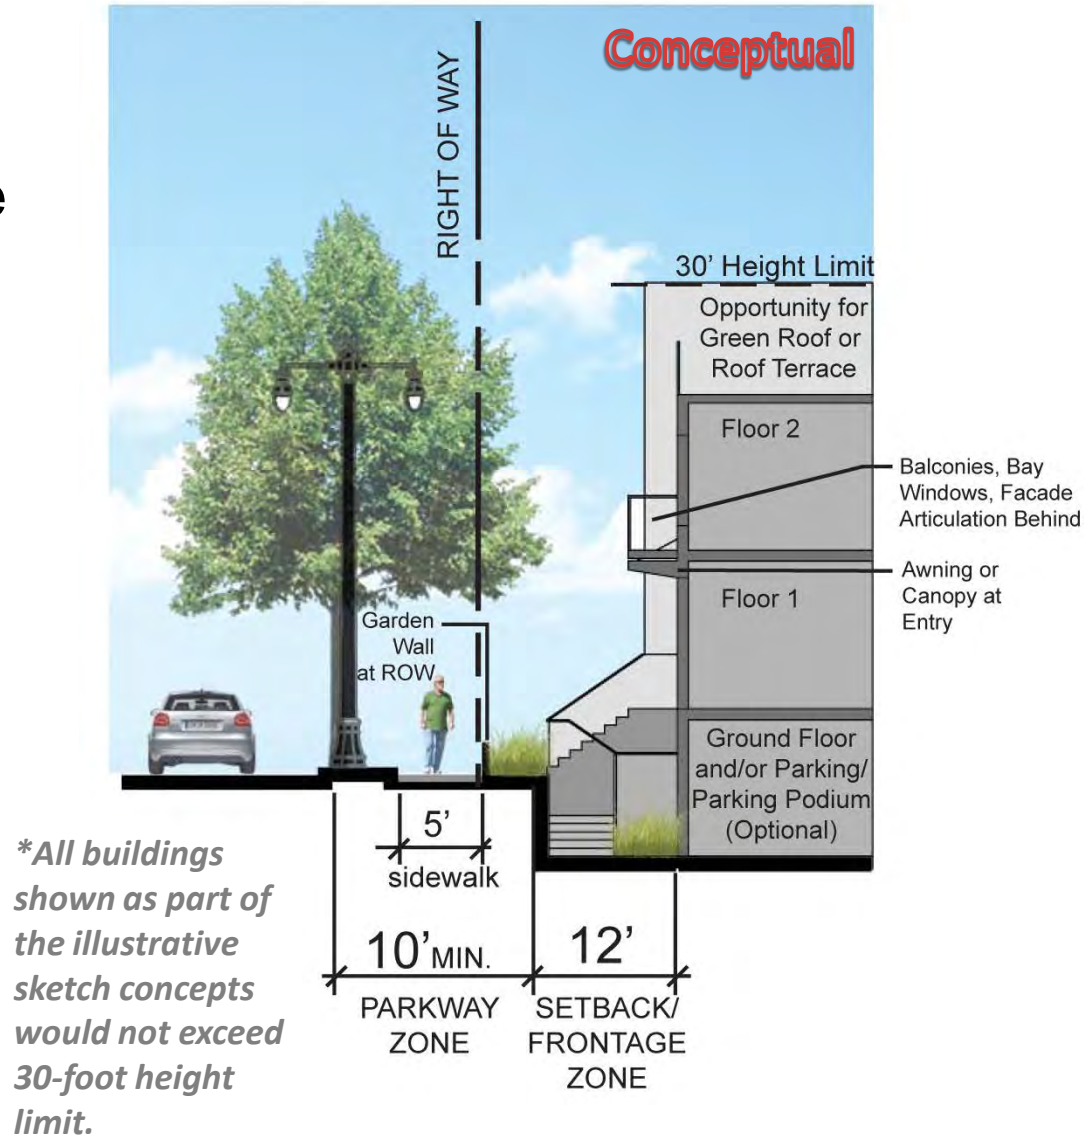 Conceptual
e
RIGHT OF WAY
30’ Height Limit
Opportunity for
Green Roof or
Roof Terrace
Floor 2
Balconies, Bay
Windows, Facade
Articulation Behind
Awning or
Canopy at
Entry
Floor 1
Garden
Wall
at ROW
Ground Floor
and/or Parking/
Parking Podium
(Optional)
5’
sidewalk
10’ MIN.
12’
PARKWAY
ZONE
SETBACK/
FRONTAGE
ZONE
*All buildings
shown as part of
the illustrative
sketch concepts
would not exceed
30-foot height
limit.